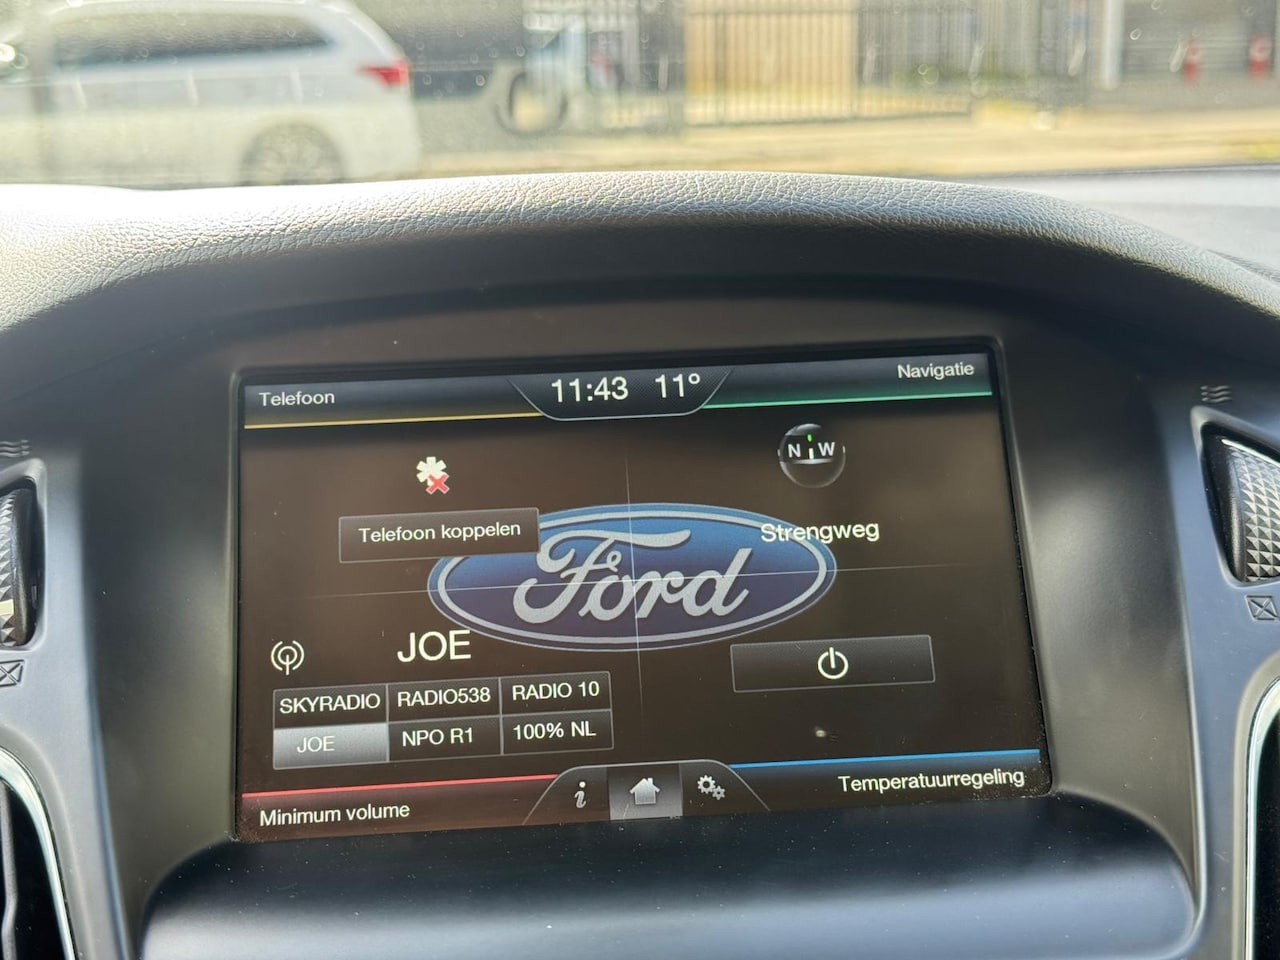 Telefoon
11:43 11°
Navigatie
N W
Telefoon koppelen
Strengweg
Ford
JOE
SKYRADIO RADIO538 RADIO 10
JOE NPO R1 100% NL
Minimum volume
i
Temperatuurregeling